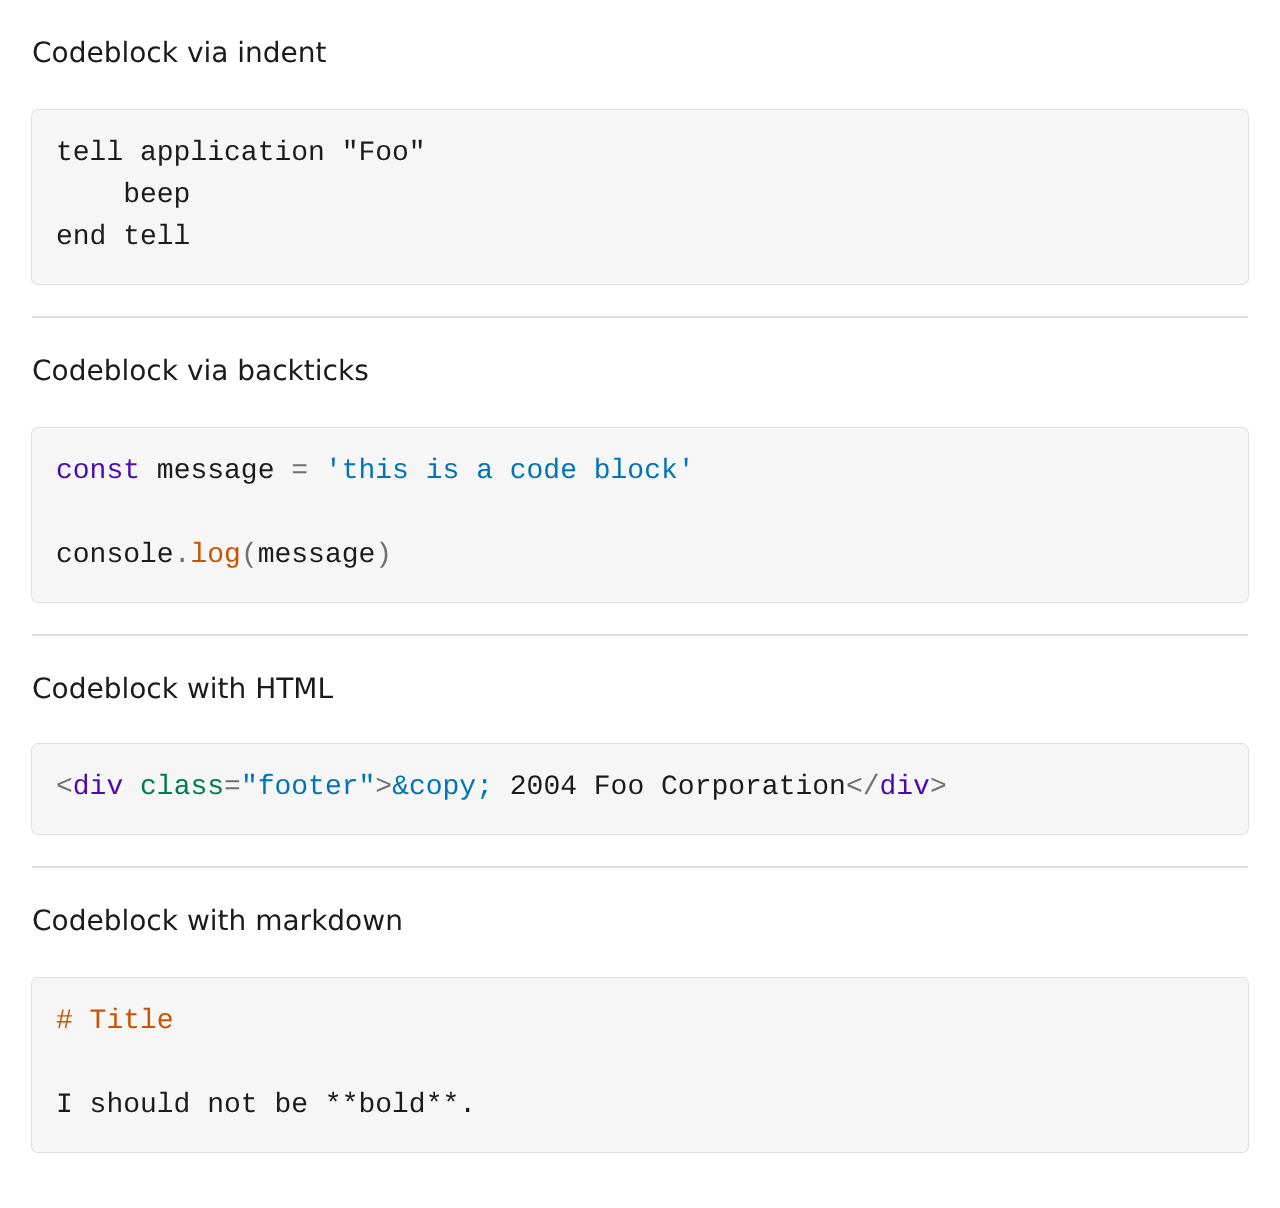 Codeblock via indent
tell application "Foo"
    beep
end tell
Codeblock via backticks
const message = 'this is a code block'
console.log(message)
Codeblock with HTML
<div class="footer">&copy; 2004 Foo Corporation</div>
Codeblock with markdown
# Title
I should not be **bold**.